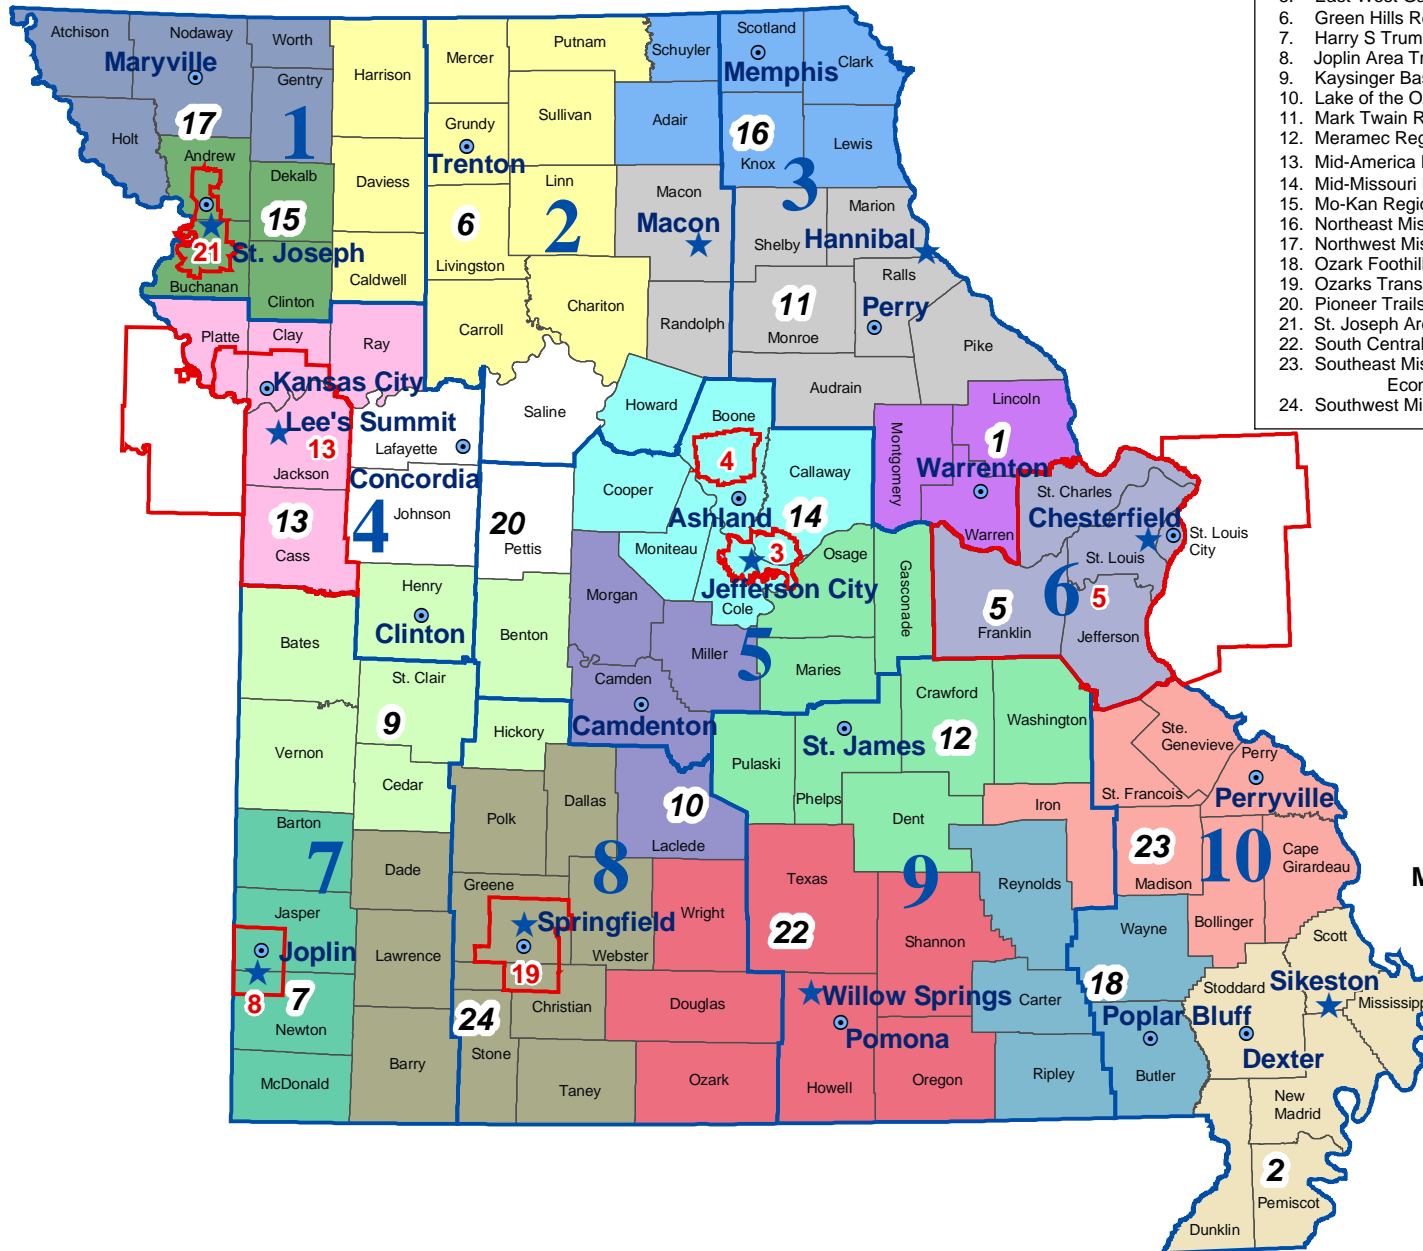 Atchison
Nodaway
Worth
Maryville
Gentry
Holt
17
1
Andrew
Dekalb
15
21
St. Joseph
Buchanan
Clinton
Harrison
Daviess
Caldwell
Mercer
Putnam
Grundy
Sullivan
Trenton
Linn
6
2
Livingston
Chariton
Carroll
Schuyler
Scotland
Memphis
Clark
Adair
16
Knox
Lewis
3
Macon
Macon
Shelby
Marion
Hannibal
Ralls
11
Monroe
Perry
Randolph
Pike
Audrain
Platte
Clay
Ray
Kansas City
Lee's Summit
13
Jackson
Lafayette
Concordia
13
Cass
4
Johnson
Saline
20
Pettis
Howard
Boone
4
Callaway
Cooper
Ashland
14
Moniteau
3
Jefferson City
Cole
Osage
Gasconade
Montgomery
Lincoln
1
Warrenton
Warren
St. Charles
Chesterfield
St. Louis
St. Louis
City
6
5
5
Franklin
Jefferson
Bates
Henry
Clinton
Benton
Morgan
Miller
5
Maries
Camden
Camdenton
St. Clair
9
Hickory
Vernon
Cedar
Crawford
Washington
St. James
12
Pulaski
Phelps
Dent
Ste.
Genevieve
Perry
St. Francois
Perryville
Iron
Polk
Dallas
10
Laclede
Barton
7
Dade
8
Greene
Jasper
Joplin
8
7
Newton
McDonald
Lawrence
Barry
Springfield
19
Webster
Wright
24
Christian
Stone
Taney
Douglas
Ozark
Texas
9
22
Shannon
Willow Springs
Pomona
Howell
Oregon
Reynolds
Carter
Ripley
23
Madison
10
Cape
Girardeau
Bollinger
Wayne
18
Poplar Bluff
Butler
Scott
Stoddard
Sikeston
Mississipp
Dexter
New
Madrid
2
Pemiscot
Dunklin
6. Green Hills R
7. Harry S Trum
8. Joplin Area Tr
9. Kaysinger Ba
10. Lake of the O
11. Mark Twain R
12. Meramec Reg
13. Mid-America
14. Mid-Missouri
15. Mo-Kan Regio
16. Northeast Mis
17. Northwest Mis
18. Ozark Foothill
19. Ozarks Trans
20. Pioneer Trails
21. St. Joseph Are
22. South Central
23. Southeast Mis
Econ
24. Southwest Mi
M